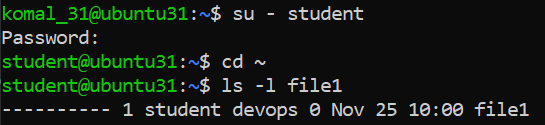 komal_31@ubuntu31:~$ su - student
Password:
student@ubuntu31:~$ cd ~
student@ubuntu31:~$ ls -l file1
---------- 1 student devops 0 Nov 25 10:00 file1